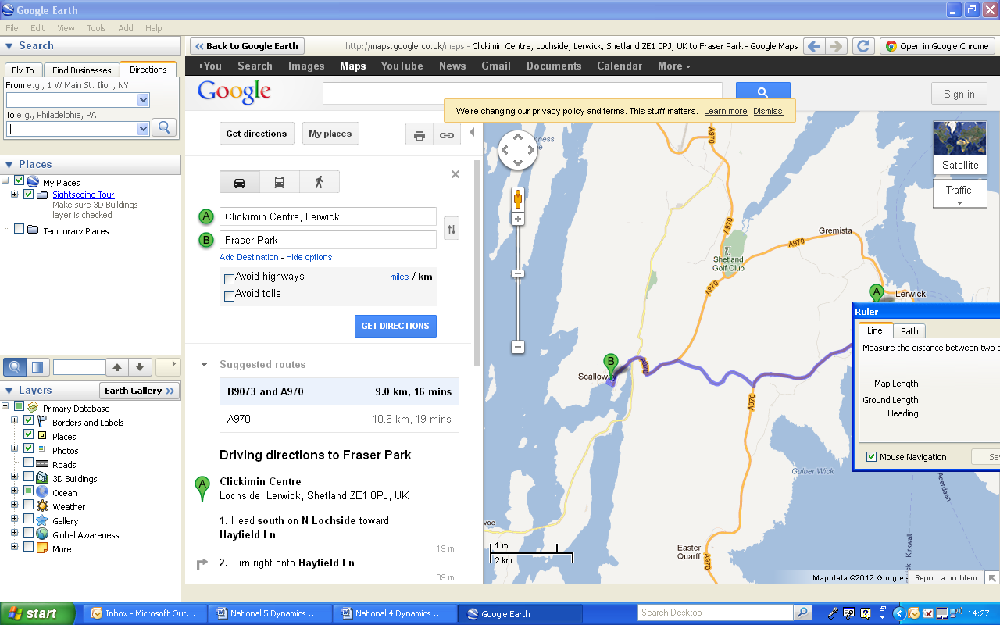 Google Earth
File Edit View Tools Add Help
Search
Fly To Find Businesses Directions
From e.g., 1 W Main St. Ilion, NY
To e.g., Philadelphia, PA
Places
My Places
Sightseeing Tour
Make sure 3D Buildings
layer is checked
Temporary Places
Layers
Earth Gallery >>
Primary Database
Borders and Labels
Places
Photos
Roads
3D Buildings
Ocean
Weather
Gallery
Global Awareness
More
<< Back to Google Earth
http://maps.google.co.uk/maps - Clickimin Centre, Lochside, Lerwick, Shetland ZE1 0PJ, UK to Fraser Park - Google Maps
Open in Google Chrome
+You Search Images Maps YouTube News Gmail Documents Calendar More
Google
Sign in
We're changing our privacy policy and terms. This stuff matters. Learn more Dismiss
Get directions
My places
A Clickimin Centre, Lerwick
B Fraser Park
Add Destination - Hide options
Avoid highways
miles / km
Avoid tolls
GET DIRECTIONS
Suggested routes
B9073 and A970 9.0 km, 16 mins
A970 10.6 km, 19 mins
Driving directions to Fraser Park
A
Clickimin Centre
Lochside, Lerwick, Shetland ZE1 0PJ, UK
1. Head south on N Lochside toward
Hayfield Ln
19 m
2. Turn right onto Hayfield Ln
39 m
Satellite
Traffic
A970
A970
Gremista
A970
Shetland
Golf Club
A970
A
Lerwick
B
Scalloway
A970
A970
Gulber Wick
Aberdeen
- Kirkwall
voe
Easter
Quarff
A970
1 mi
2 km
Map data ©2012 Google
Report a problem
Ruler
Line Path
Measure the distance between two p
Map Length:
Ground Length:
Heading:
Mouse Navigation
Sav
start
Inbox - Microsoft Out...
National 5 Dynamics ...
National 4 Dynamics ...
Google Earth
Search Desktop
14:27